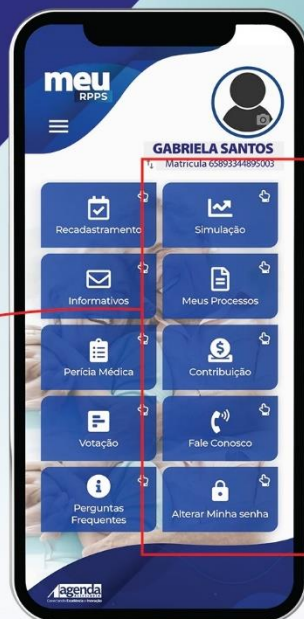 meu
RPPS
GABRIELA SANTOS
Matricula 65893344895003
Recadastramento
Simulação
Informativos
Meus Processos
Perícia Médica
Contribuição
Votação
Fale Conosco
Perguntas
Frequentes
Alterar Minha senha
agenda